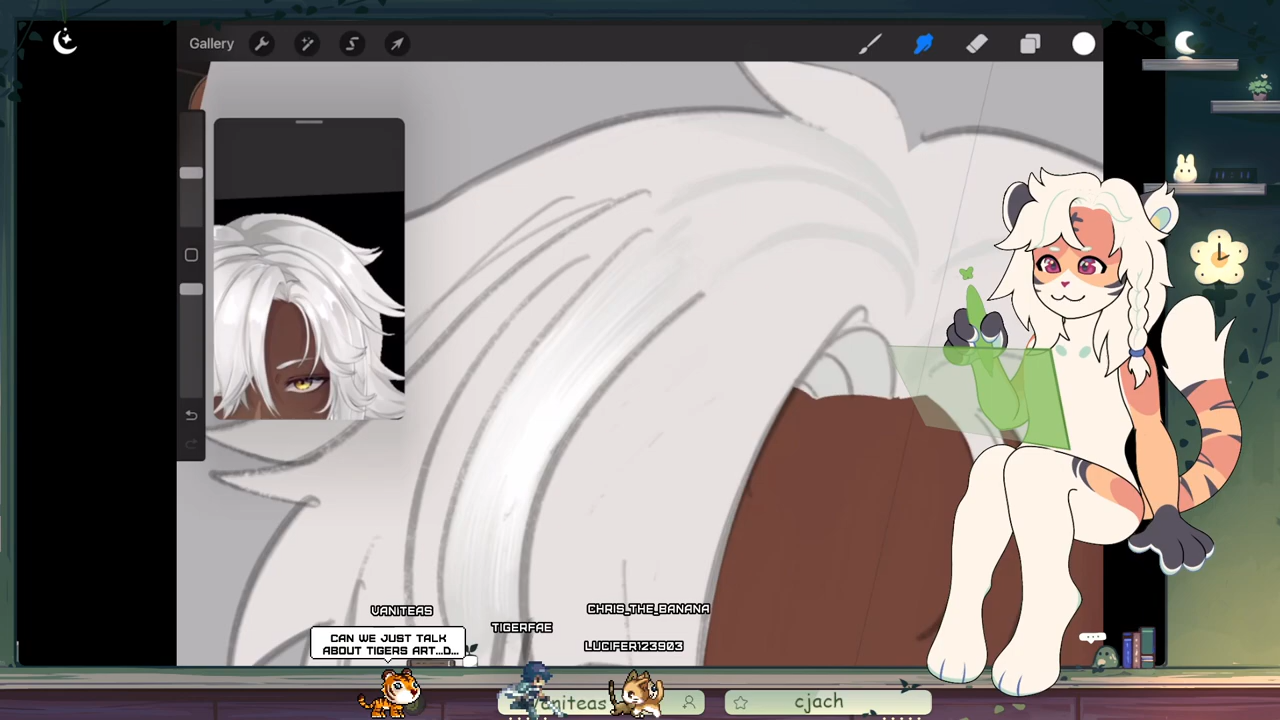 Gallery
VANITEAS
CHRIS_THE_BANANA
TIGERFAE
CAN WE JUST TALK
ABOUT TIGERS ART...D...
LUCIFER123903
cjach